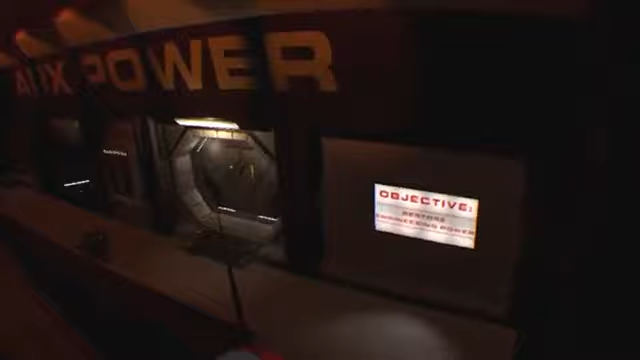 AUX POWER
OBJECTIVE:
RESTORE
ENGINEERING POWER